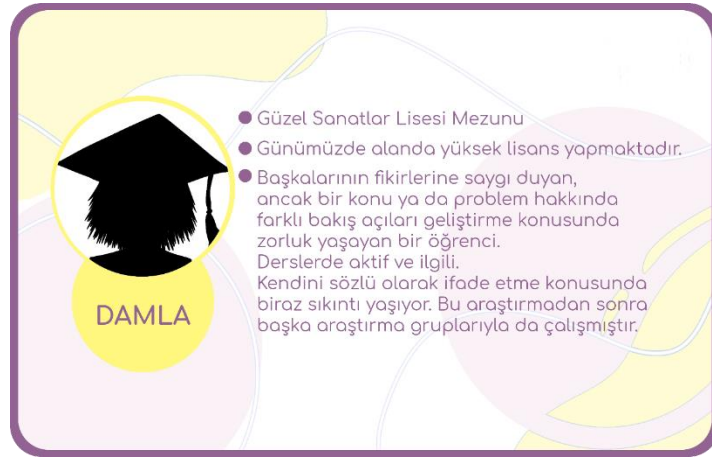 Güzel Sanatlar Lisesi Mezunu
Günümüzde alanda yüksek lisans yapmaktadır.
Başkalarının fikirlerine saygı duyan,
ancak bir konu ya da problem hakkında
farklı bakış açıları geliştirme konusunda
zorluk yaşayan bir öğrenci.
Derslerde aktif ve ilgili.
Kendini sözlü olarak ifade etme konusunda
biraz sıkıntı yaşıyor. Bu araştırmadan sonra
başka araştırma gruplarıyla da çalışmıştır.
DAMLA